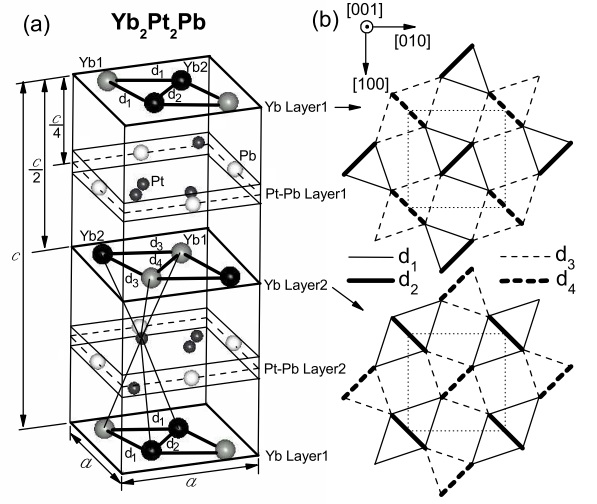 (a)
Yb2Pt2Pb
(b)
[001]
[010]
[100]
Yb1
d1
Yb2
d1
d2
Yb Layer1
c/4
c/2
c
Pb
Pt
Pt-Pb Layer1
Yb2
d3
Yb1
d4
d3
Yb Layer2
d1
d2
d3
d4
Pt-Pb Layer2
d1
d1
d2
Yb Layer1
a
a